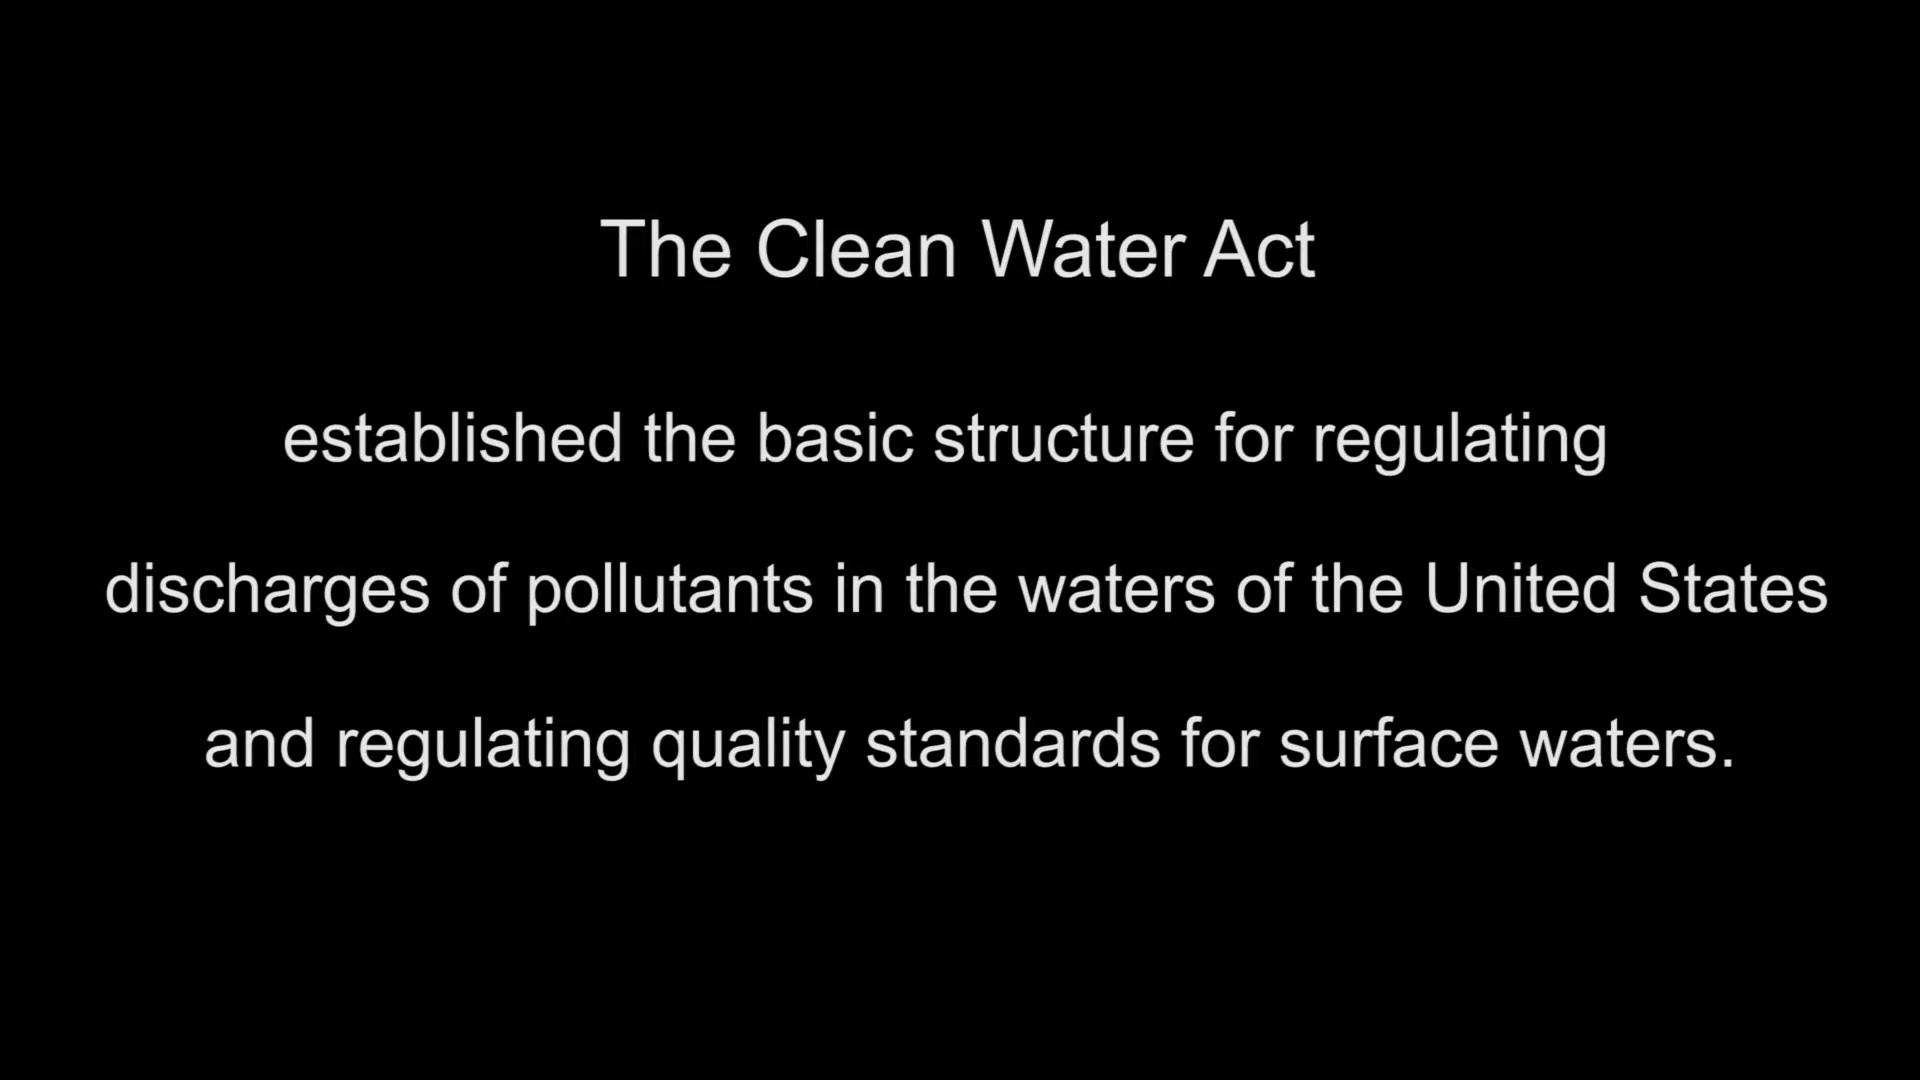 The Clean Water Act
established the basic structure for regulating
discharges of pollutants in the waters of the United States
and regulating quality standards for surface waters.